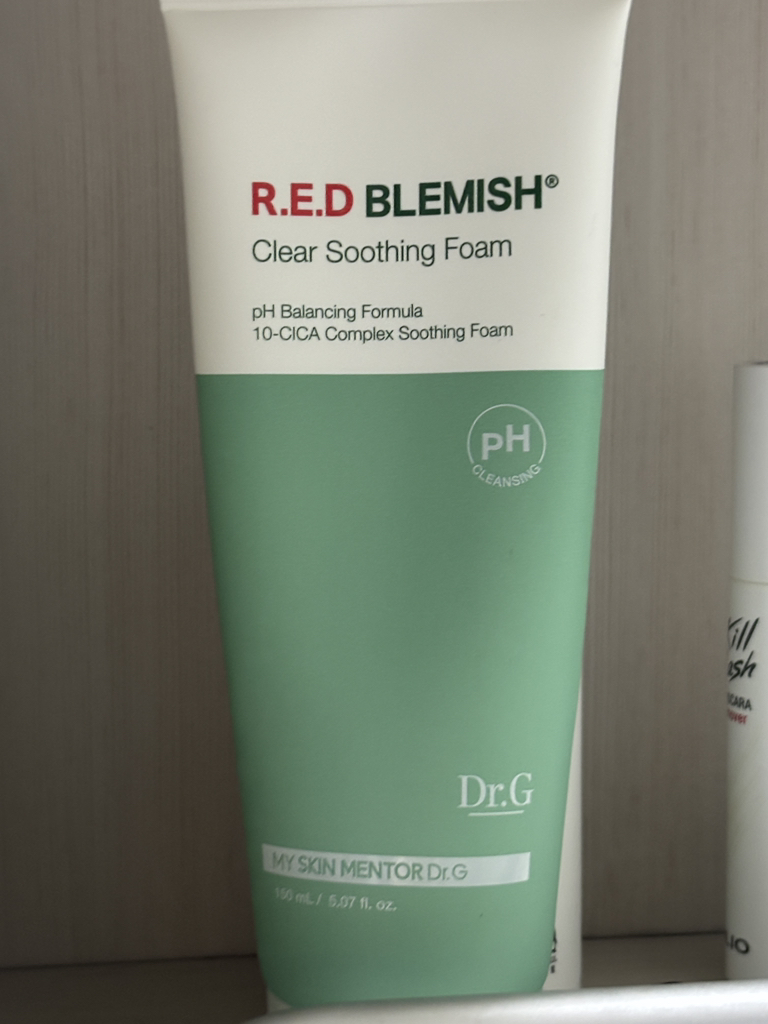 R.E.D BLEMISH®
Clear Soothing Foam
pH Balancing Formula
10-CICA Complex Soothing Foam
pH
CLEANSING
Dr.G
MY SKIN MENTOR Dr.G
150 mL / 5.07 fl. oz.